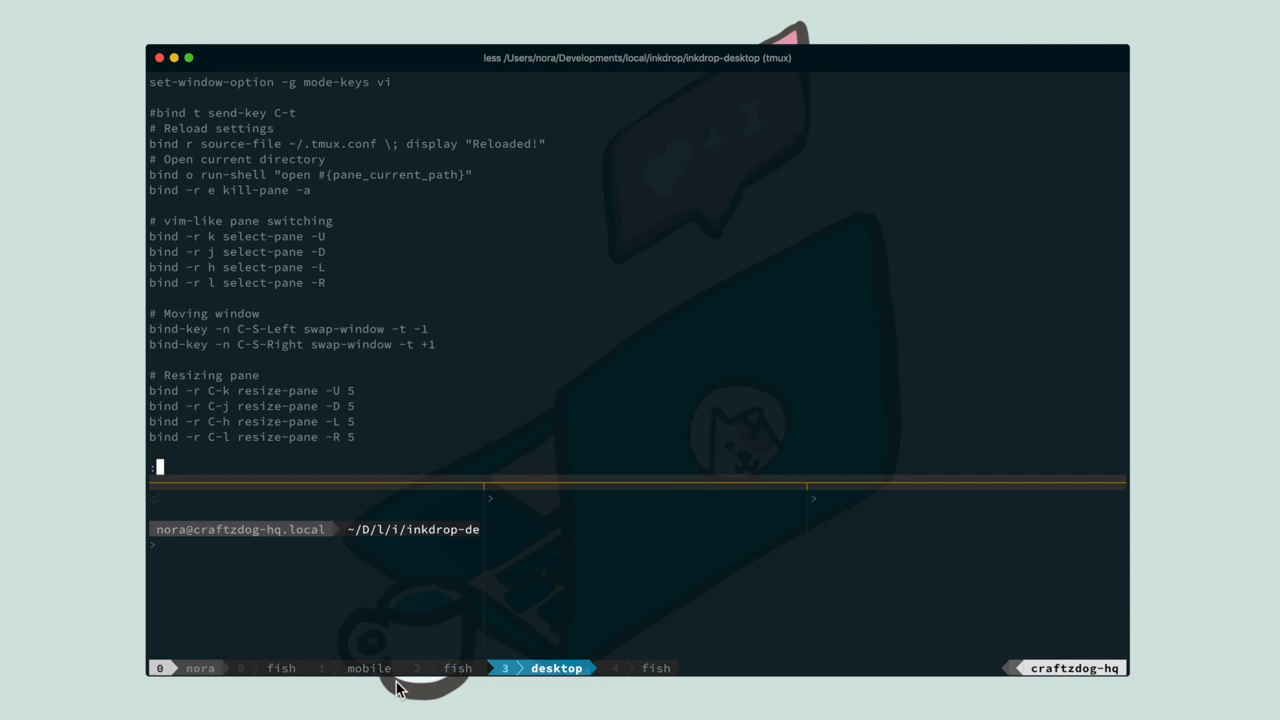 less /Users/nora/Developments/local/inkdrop/inkdrop-desktop (tmux)
set-window-option -g mode-keys vi
#bind t send-key C-t
# Reload settings
bind r source-file ~/.tmux.conf \; display "Reloaded!"
# Open current directory
bind o run-shell "open #{pane_current_path}"
bind -r e kill-pane -a
# vim-like pane switching
bind -r k select-pane -U
bind -r j select-pane -D
bind -r h select-pane -L
bind -r l select-pane -R
# Moving window
bind-key -n C-S-Left swap-window -t -1
bind-key -n C-S-Right swap-window -t +1
# Resizing pane
bind -r C-k resize-pane -U 5
bind -r C-j resize-pane -D 5
bind -r C-h resize-pane -L 5
bind -r C-l resize-pane -R 5
:
> >
nora@craftzdog-hq.local ~/D/l/i/inkdrop-de
>
0 nora 0 fish 1 mobile 2 fish 3 desktop 4 fish craftzdog-hq